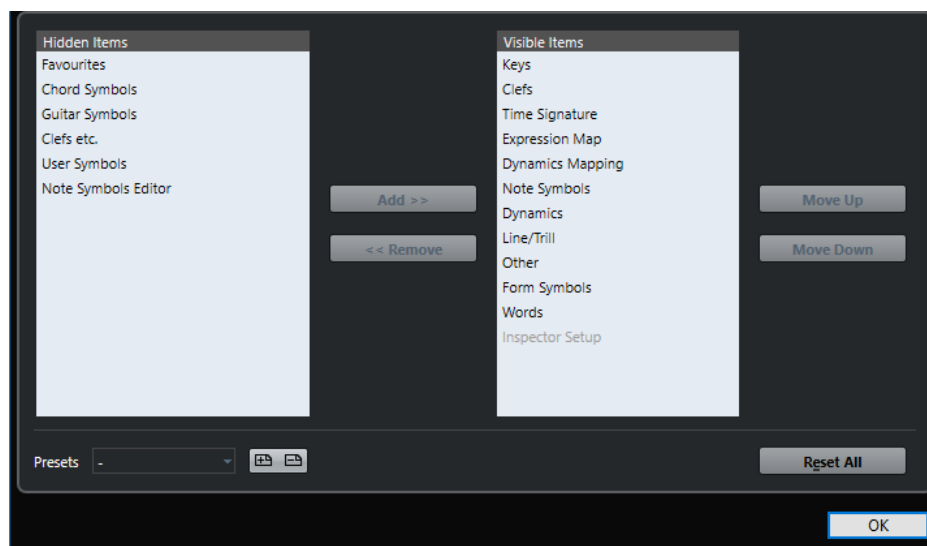 Hidden Items
Favourites
Chord Symbols
Guitar Symbols
Clefs etc.
User Symbols
Note Symbols Editor
Add >>
<< Remove
Visible Items
Keys
Clefs
Time Signature
Expression Map
Dynamics Mapping
Note Symbols
Dynamics
Line/Trill
Other
Form Symbols
Words
Inspector Setup
Move Up
Move Down
Presets -
Reset All
OK